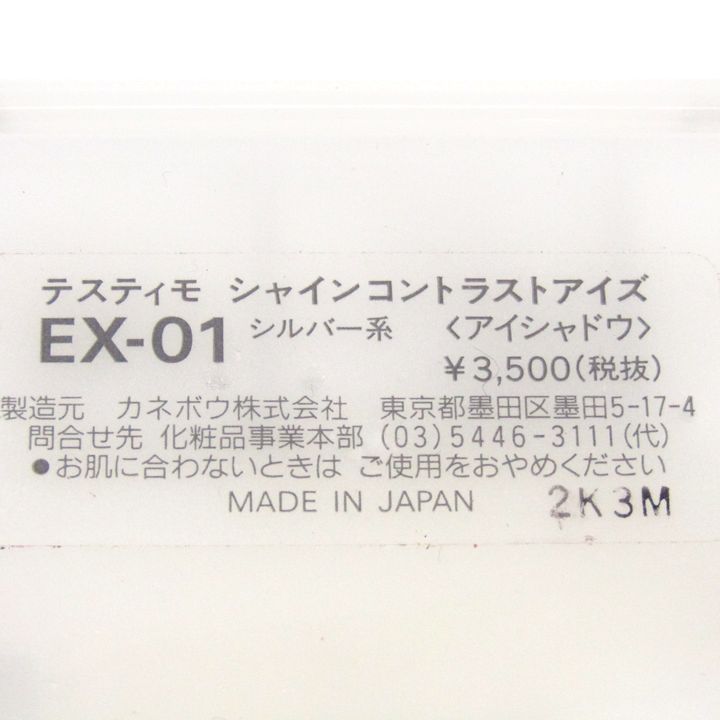 テスティモ シャインコントラストアイズ
EX-01 シルバー系 〈アイシャドウ〉
¥3,500(税抜)
製造元 カネボウ株式会社 東京都墨田区墨田5-17-4
問合せ先 化粧品事業本部 (03)5446-3111(代)
●お肌に合わないときは ご使用をおやめください
MADE IN JAPAN 2K3M